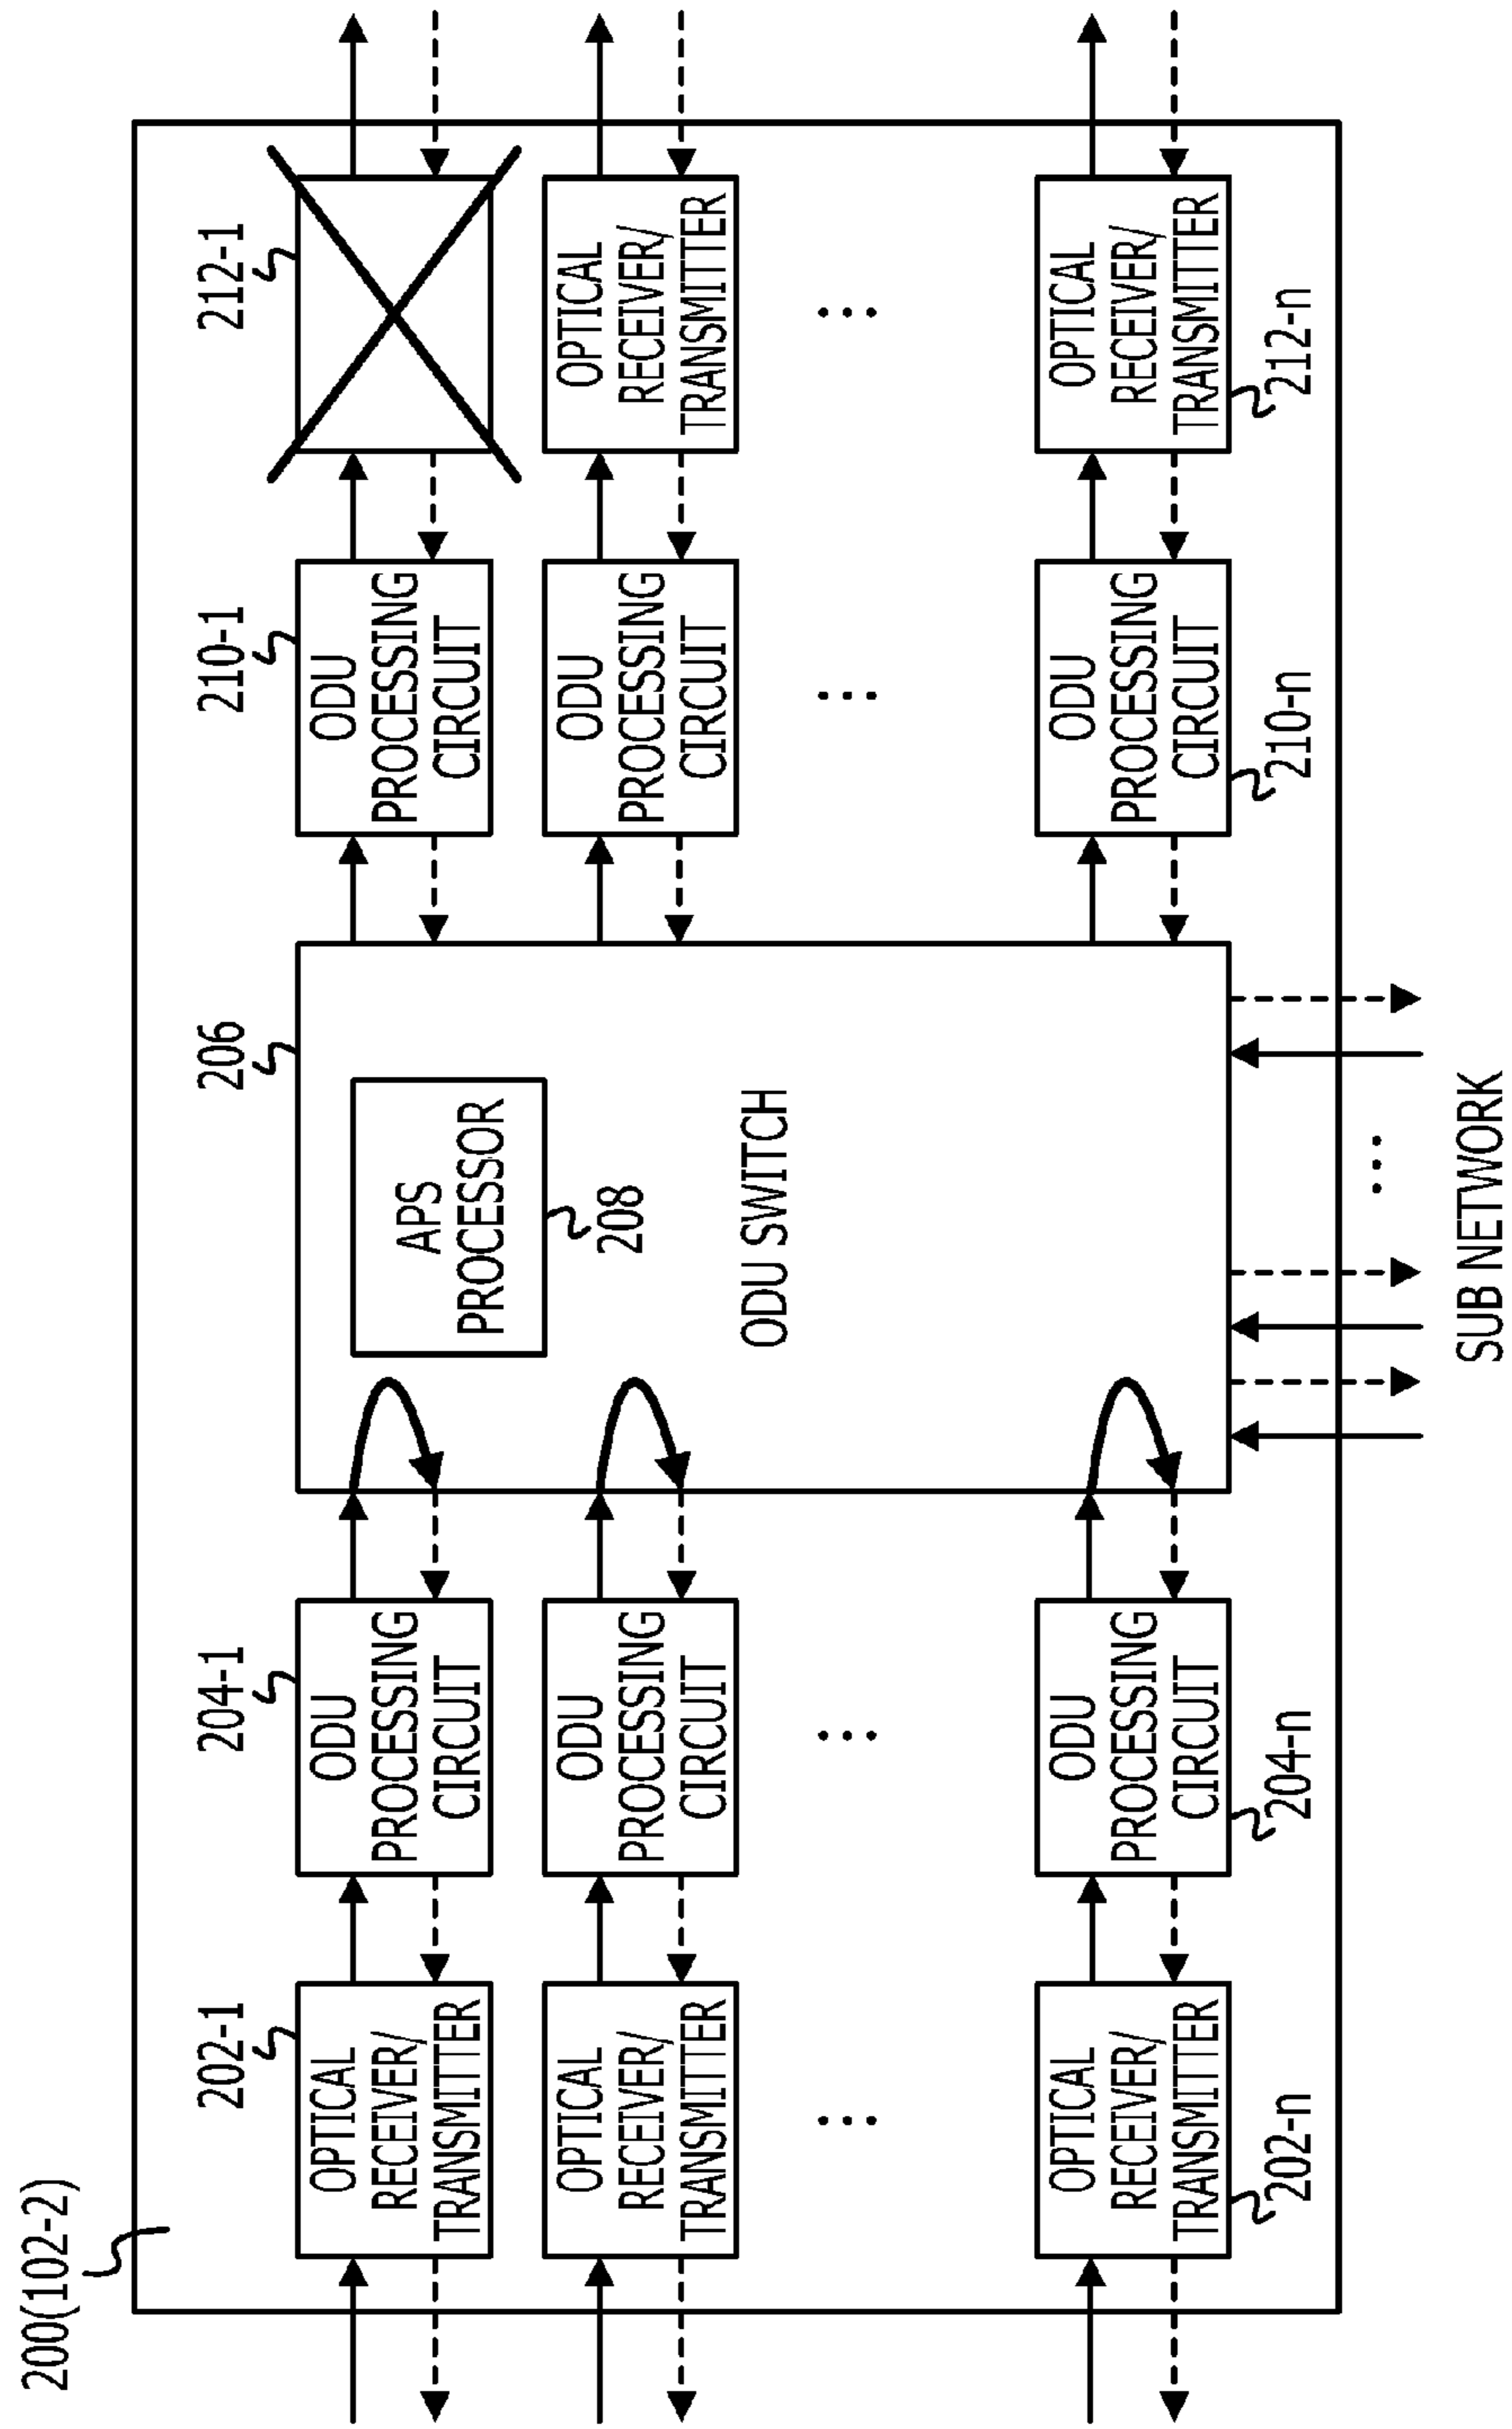 200(102-2)
202-1
OPTICAL
RECEIVER/
TRANSMITTER
204-1
ODU
PROCESSING
CIRCUIT
206
APS
PROCESSOR
208
ODU SWITCH
210-1
ODU
PROCESSING
CIRCUIT
212-1
OPTICAL
RECEIVER/
TRANSMITTER
ODU
PROCESSING
CIRCUIT
ODU
PROCESSING
CIRCUIT
OPTICAL
RECEIVER/
TRANSMITTER
...
...
...
...
OPTICAL
RECEIVER/
TRANSMITTER
202-n
ODU
PROCESSING
CIRCUIT
204-n
ODU
PROCESSING
CIRCUIT
210-n
OPTICAL
RECEIVER/
TRANSMITTER
212-n
...
SUB NETWORK